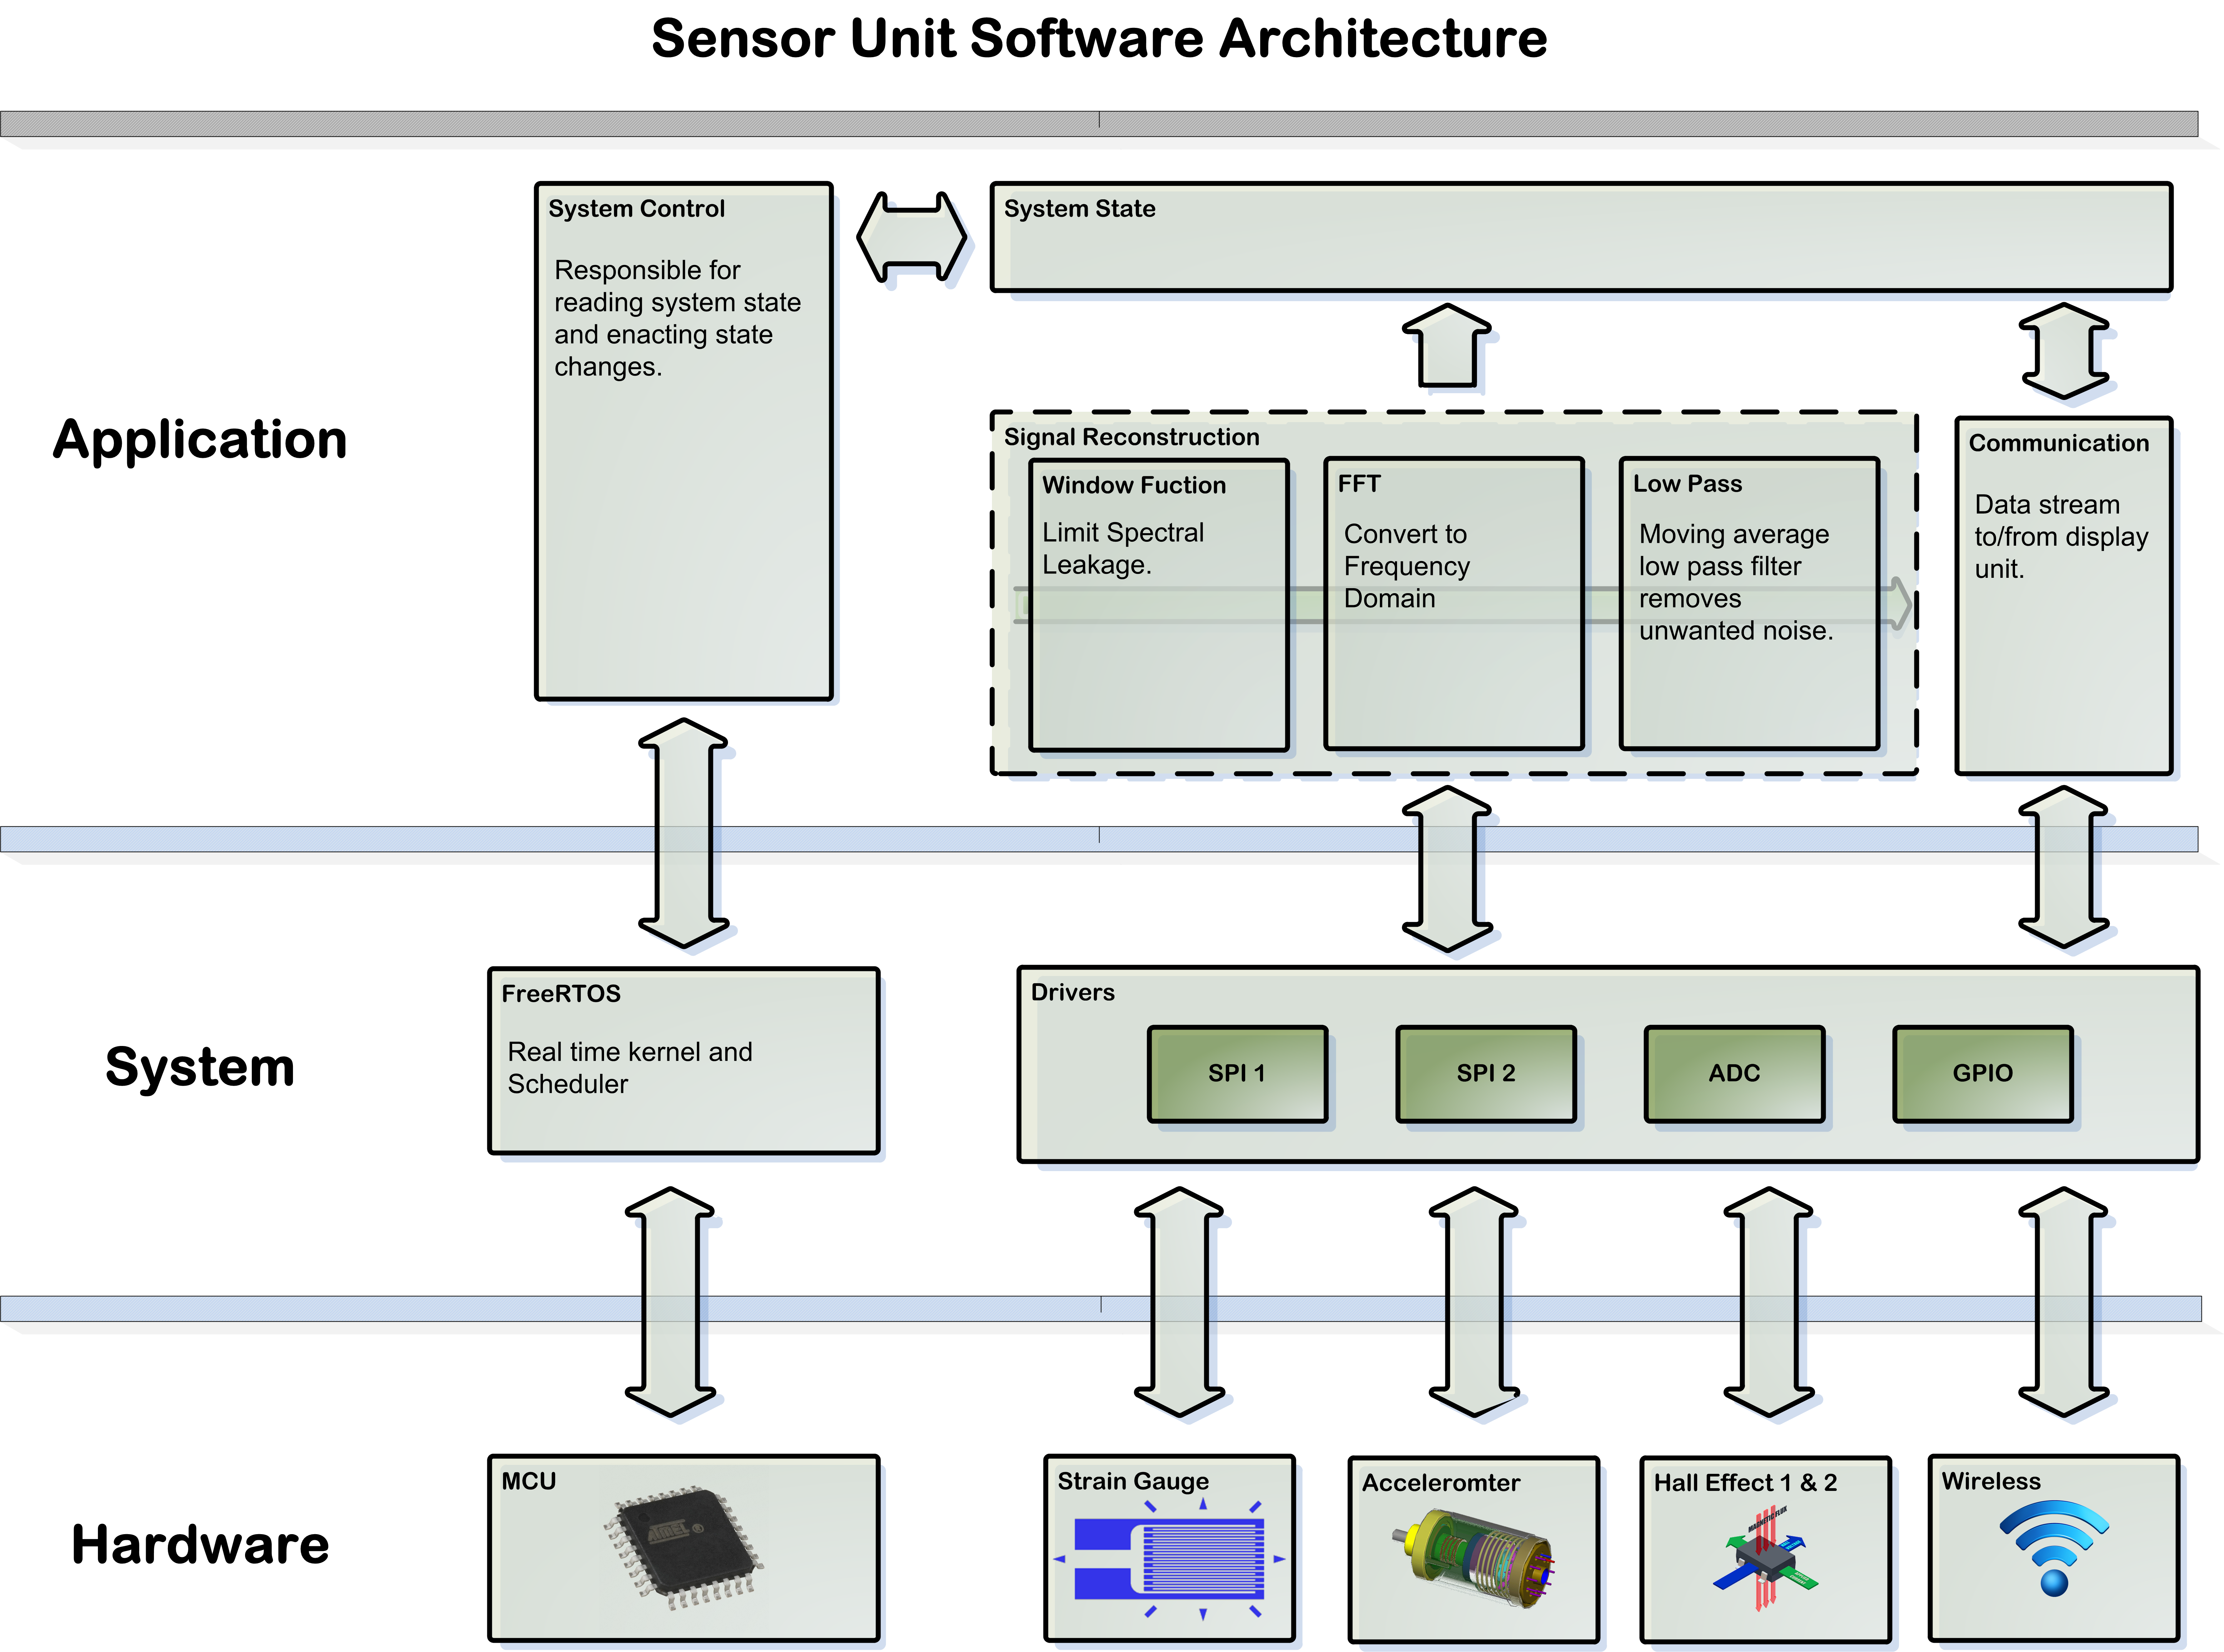 Sensor Unit Software Architecture
System Control
Responsible for
reading system state
and enacting state
changes.
System State
Application
Signal Reconstruction
Window Fuction
Limit Spectral
Leakage.
FFT
Convert to
Frequency
Domain
Low Pass
Moving average
low pass filter
removes
unwanted noise.
Communication
Data stream
to/from display
unit.
System
FreeRTOS
Real time kernel and
Scheduler
Drivers
SPI 1
SPI 2
ADC
GPIO
Hardware
MCU
ATMEL ®
Strain Gauge
Acceleromter
Hall Effect 1 & 2
MAGNETIC FLUX
Wireless